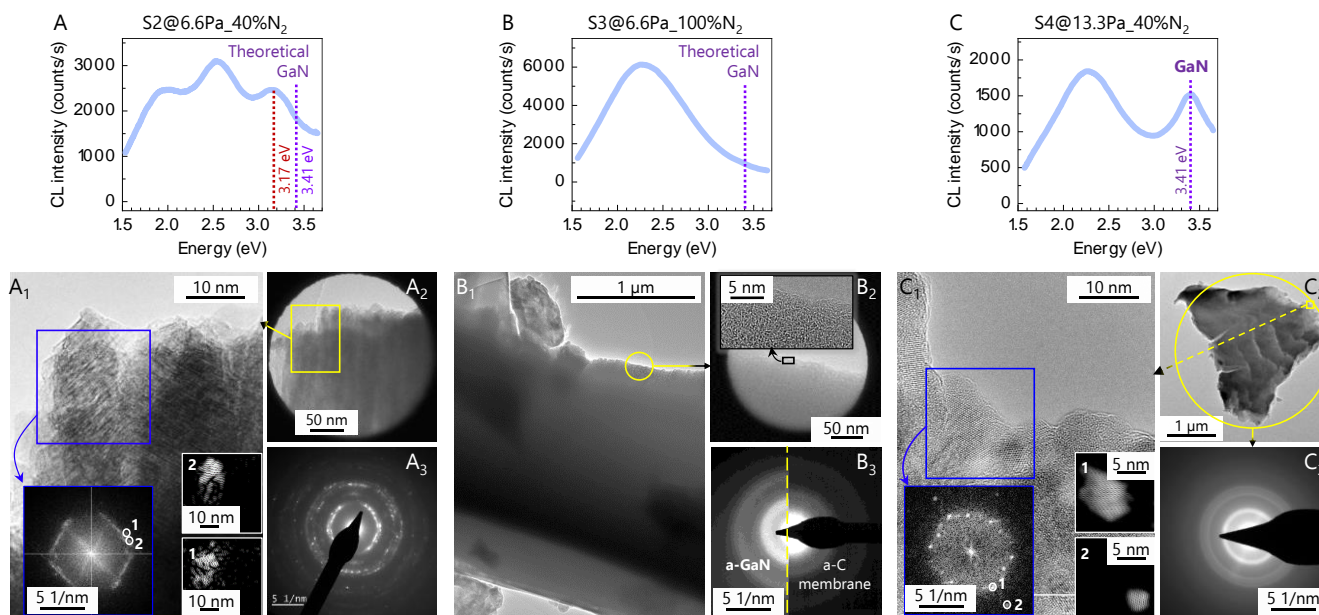 A
S2@6.6Pa_40%N₂
CL intensity (counts/s)
3000
2000
1000
0
Theoretical
GaN
3.17 eV
3.41 eV
1.5
2.0
2.5
3.0
3.5
Energy (eV)
B
S3@6.6Pa_100%N₂
CL intensity (counts/s)
6000
4000
2000
0
Theoretical
GaN
1.5
2.0
2.5
3.0
3.5
Energy (eV)
C
S4@13.3Pa_40%N₂
CL intensity (counts/s)
2000
1500
1000
500
0
GaN
3.41 eV
1.5
2.0
2.5
3.0
3.5
Energy (eV)
A₁
10 nm
2
10 nm
1
10 nm
1
2
5 1/nm
A₂
50 nm
A₃
5 1/nm
B₁
1 µm
5 nm
B₂
50 nm
B₃
a-GaN
a-C
membrane
5 1/nm
C₁
10 nm
1
5 nm
2
5 nm
1
2
5 1/nm
C
1 µm
C
5 1/nm